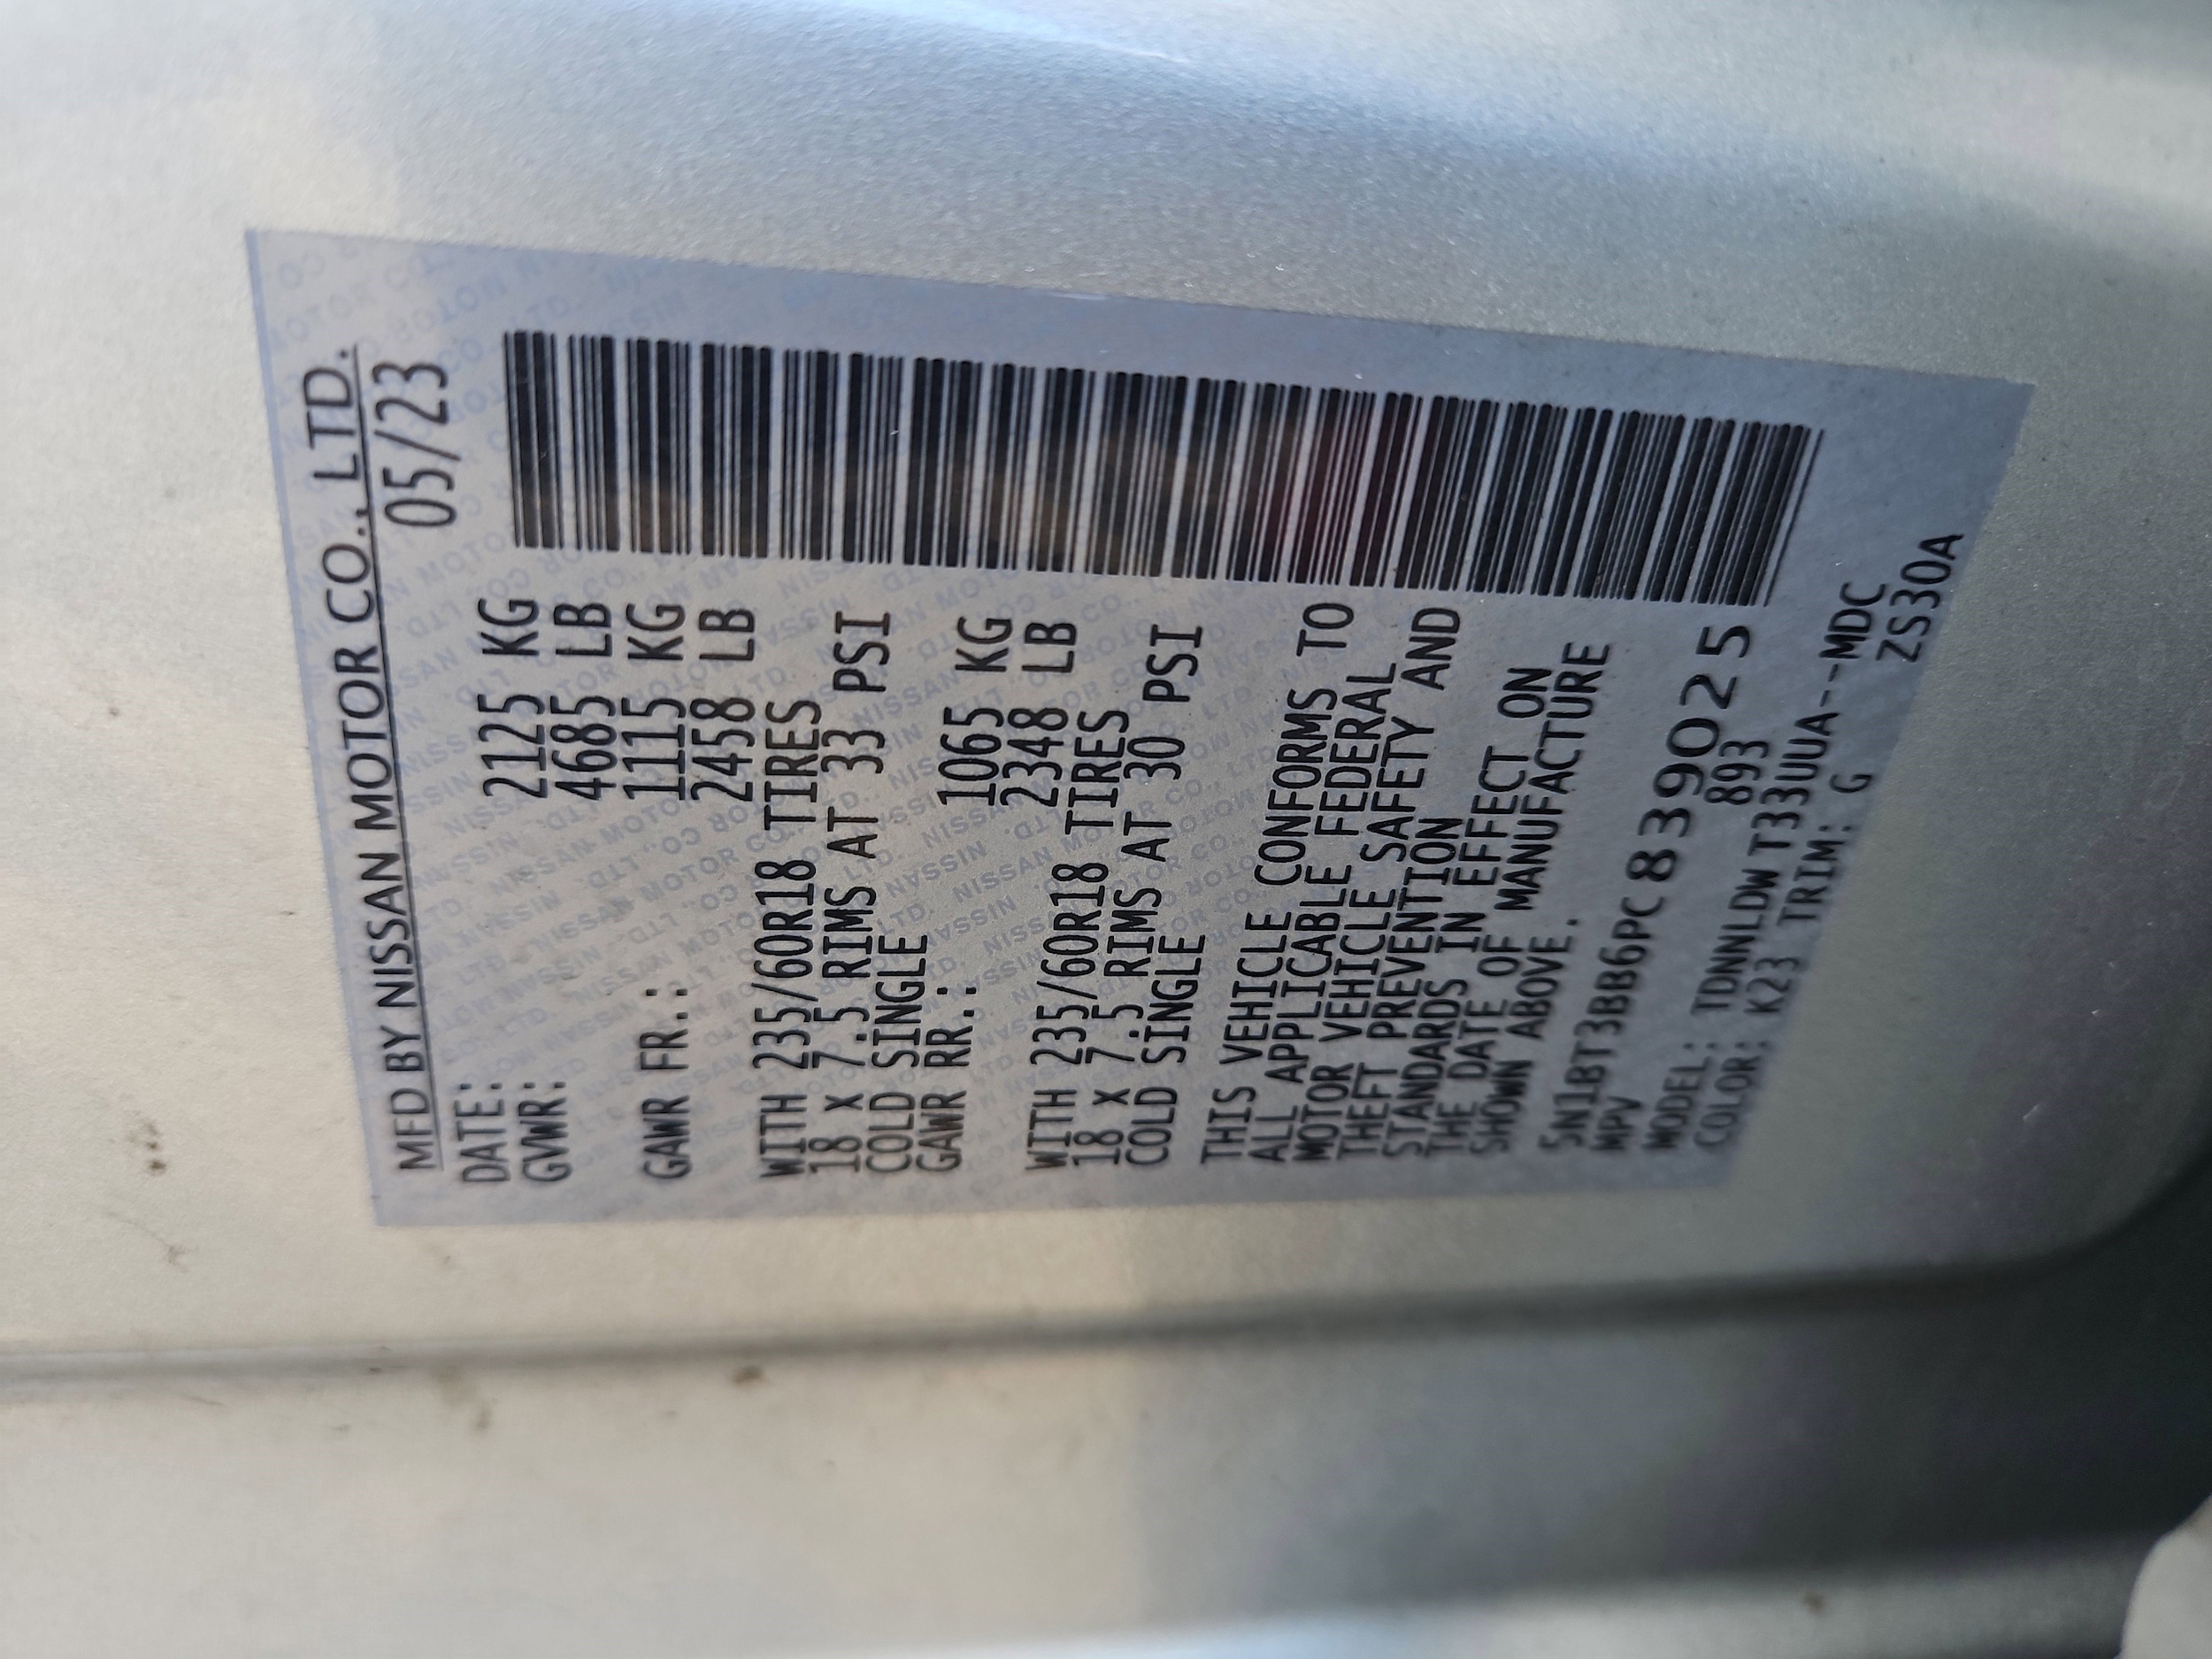 MFD BY NISSAN MOTOR CO., LTD.
DATE: 05/23
GVWR: 2125 KG
4685 LB
GAWR FR.: 1115 KG
2458 LB
WITH 235/60R18 TIRES
18 X 7.5 RIMS AT 33 PSI
COLD SINGLE
GAWR RR.: 1065 KG
2348 LB
WITH 235/60R18 TIRES
18 X 7.5 RIMS AT 30 PSI
COLD SINGLE
THIS VEHICLE CONFORMS TO
ALL APPLICABLE FEDERAL
MOTOR VEHICLE SAFETY AND
THEFT PREVENTION
STANDARDS IN EFFECT ON
THE DATE OF MANUFACTURE
SHOWN ABOVE.
5N1BT3BB6PC839025
MPV 893
MODEL: TDNNLDWT33UUA--MDC
COLOR: K23 TRIM: G ZS30A